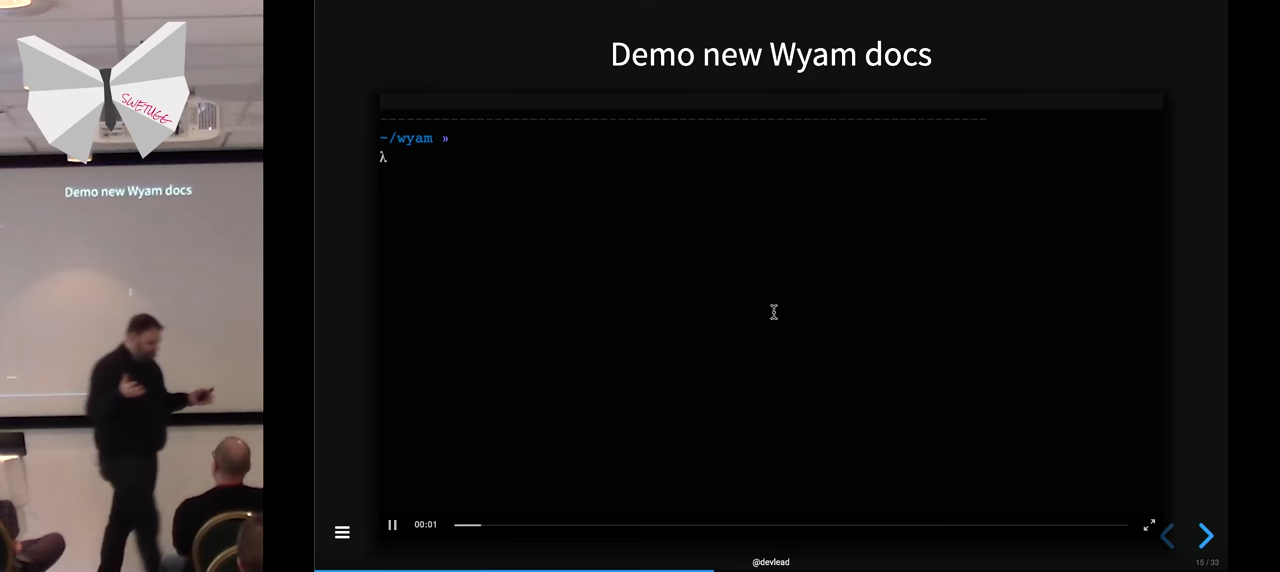 SWETUGG
Demo new Wyam docs
Demo new Wyam docs
~/wyam »
λ
00:01
@devlead
15 / 33